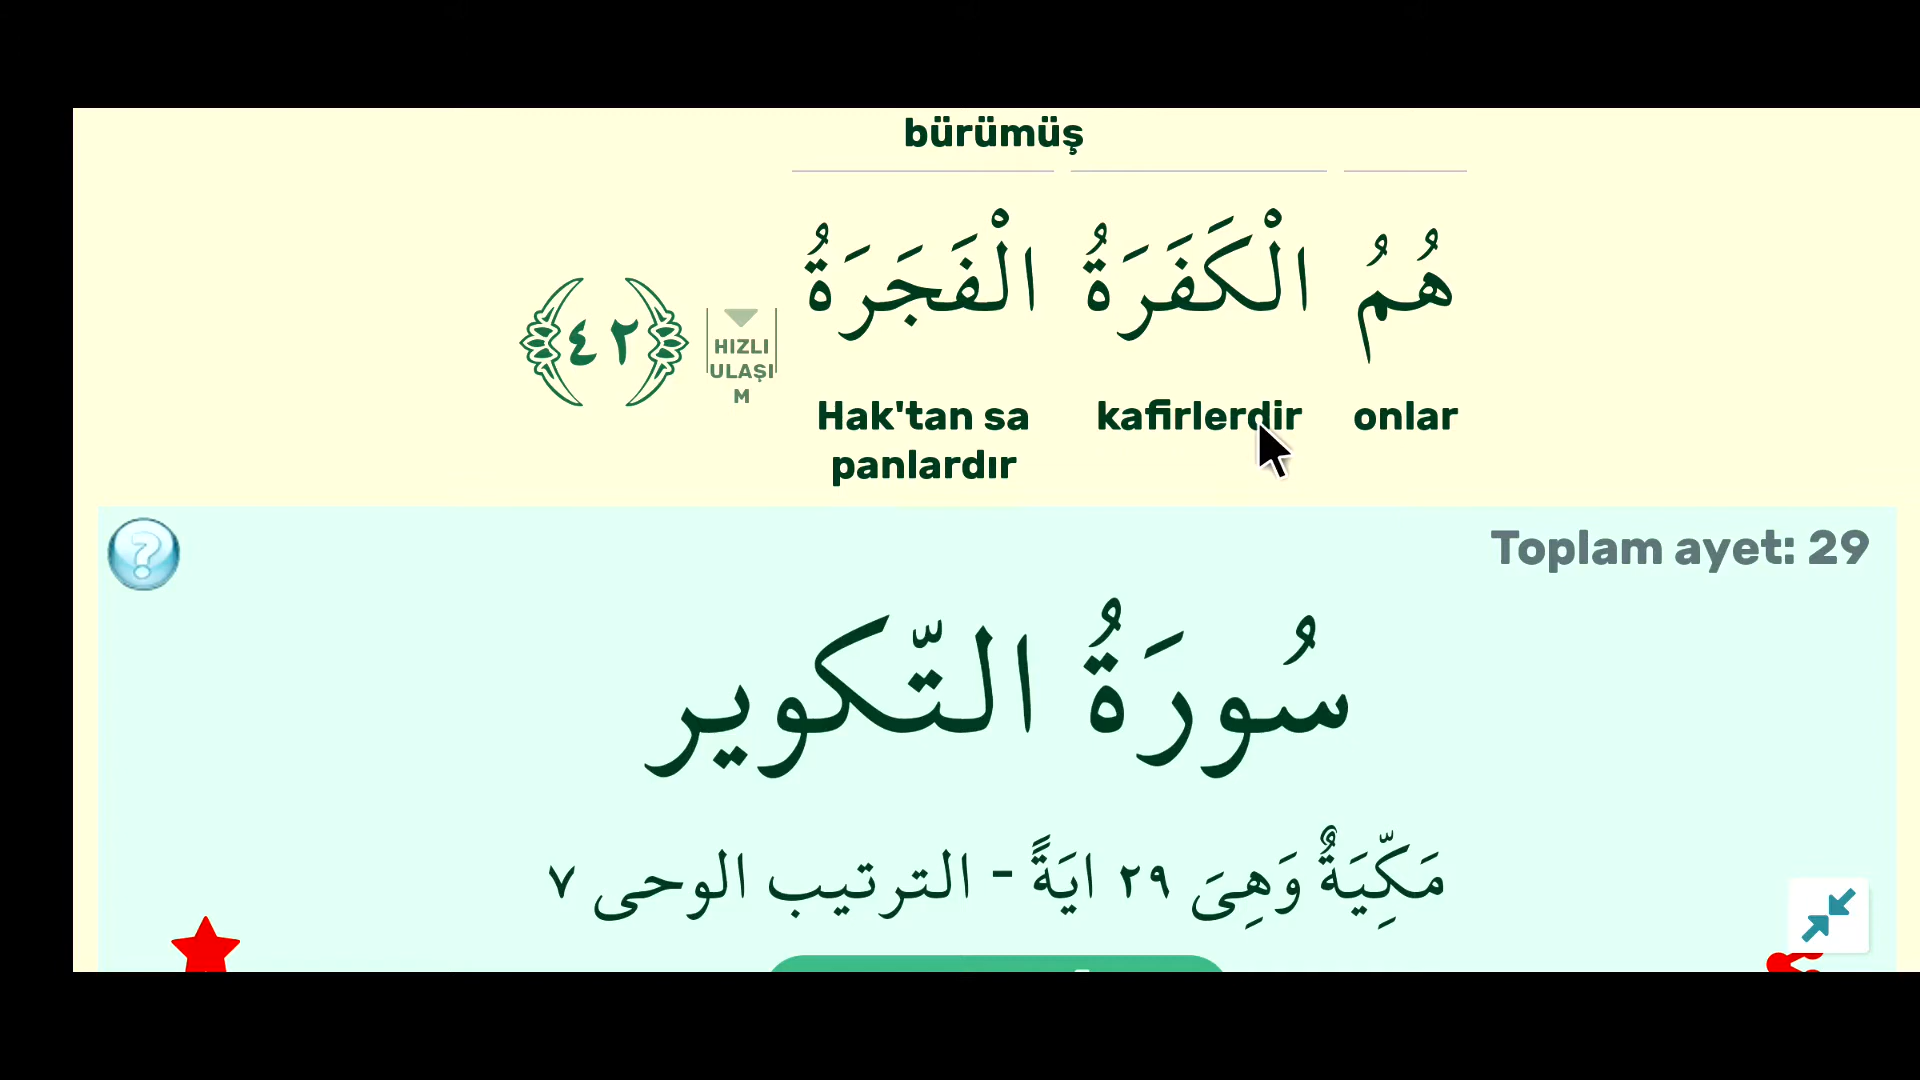 bürümüş
هُمُ الْكَفَرَةُ الْفَجَرَةُ
HIZLI
ULAŞI
M
﴿٤٢﴾
onlar
kafirlerdir
Hak'tan sa
panlardır
Toplam ayet: 29
سُورَةُ التّكوير
مَكِّيَةٌ وَهِىَ ٢٩ ايَةً - الترتيب الوحى ٧